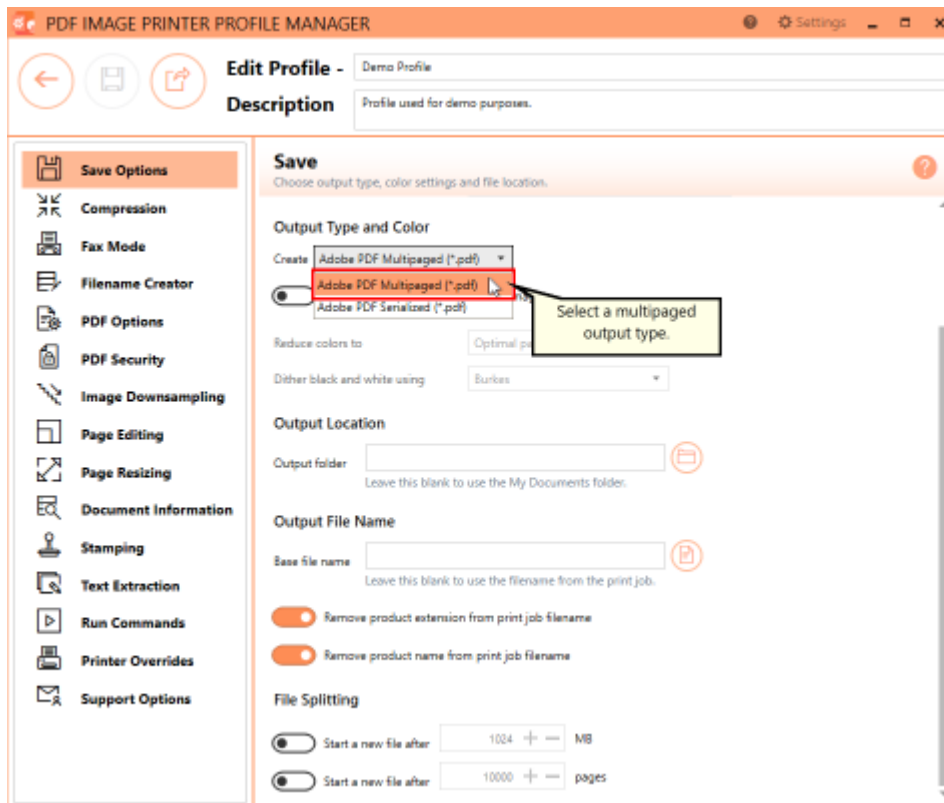 PDF IMAGE PRINTER PROFILE MANAGER
Settings
Edit Profile -
Demo Profile
Description
Profile used for demo purposes.
Save Options
Compression
Fax Mode
Filename Creator
PDF Options
PDF Security
Image Downsampling
Page Editing
Page Resizing
Document Information
Stamping
Text Extraction
Run Commands
Printer Overrides
Support Options
Save
Choose output type, color settings and file location.
Output Type and Color
Create
Adobe PDF Multipaged (*.pdf)
Adobe PDF Multipaged (*.pdf)
Adobe PDF Serialized (*.pdf)
Select a multipaged
output type.
Reduce colors to
Optimal
Dither black and white using
Burkes
Output Location
Output folder
Leave this blank to use the My Documents folder.
Output File Name
Base file name
Leave this blank to use the filename from the print job.
Remove product extension from print job filename
Remove product name from print job filename
File Splitting
Start a new file after
1024
MB
Start a new file after
10000
pages